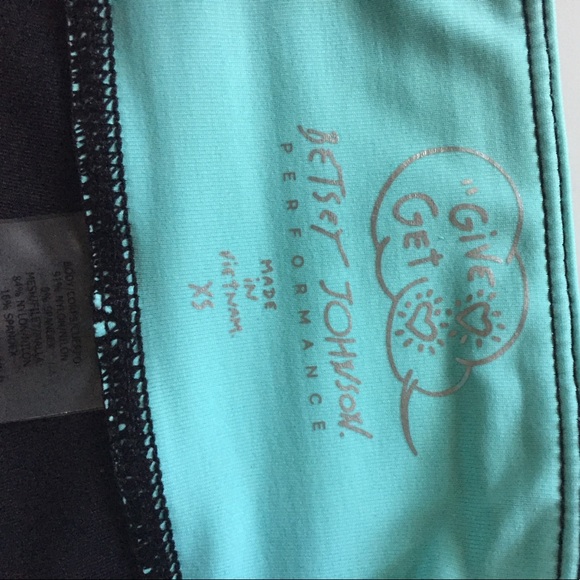 "GIVE
GET
BETSEY JOHNSON.
PERFORMANCE
MADE
IN
VIETNAM.
XS